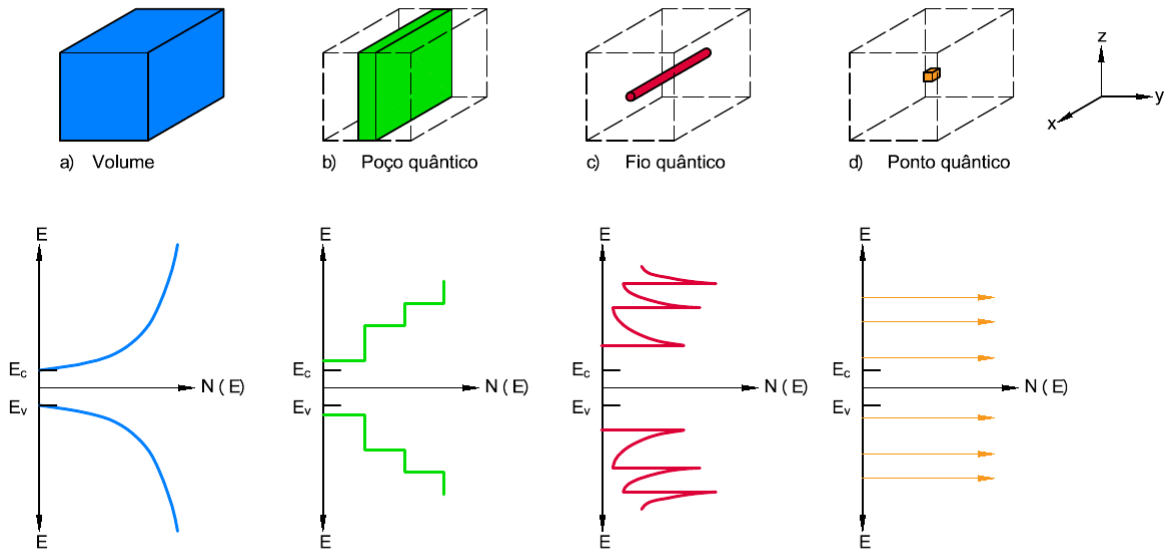 z
y
x
a) Volume
b) Poço quântico
c) Fio quântico
d) Ponto quântico
E
E
E
E
Ec
N ( E )
Ev
Ec
N ( E )
Ev
Ec
N ( E )
Ev
Ec
N ( E )
Ev
E
E
E
E